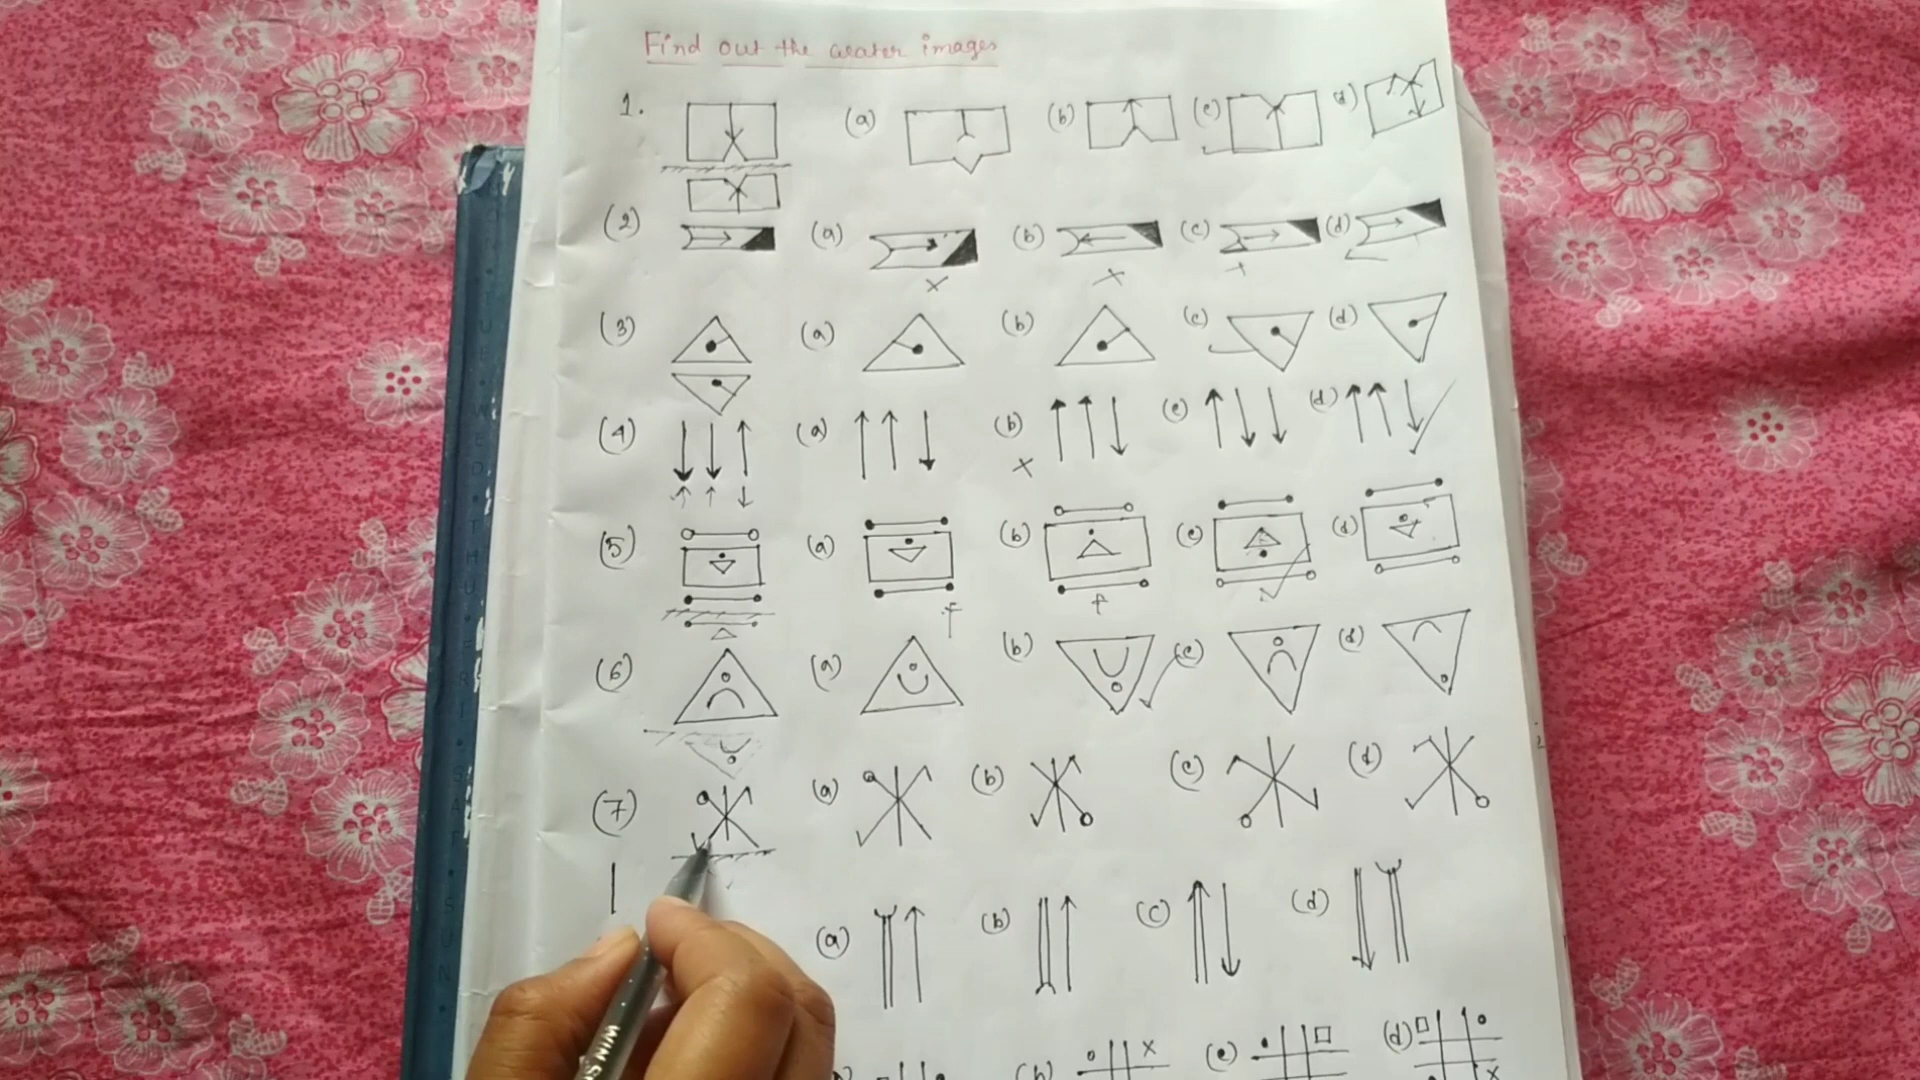 Find out the water images
1. (a) (b) (c) (d)
(2) (a) (b) (c) (d)
(3) (a) (b) (c) (d)
(4) (a) (b) (c) (d)
(5) (a) (b) (c) (d)
(6) (a) (b) (c) (d)
(7) (a) (b) (c) (d)
(a) (b) (c) (d)
(b) (c) (d)